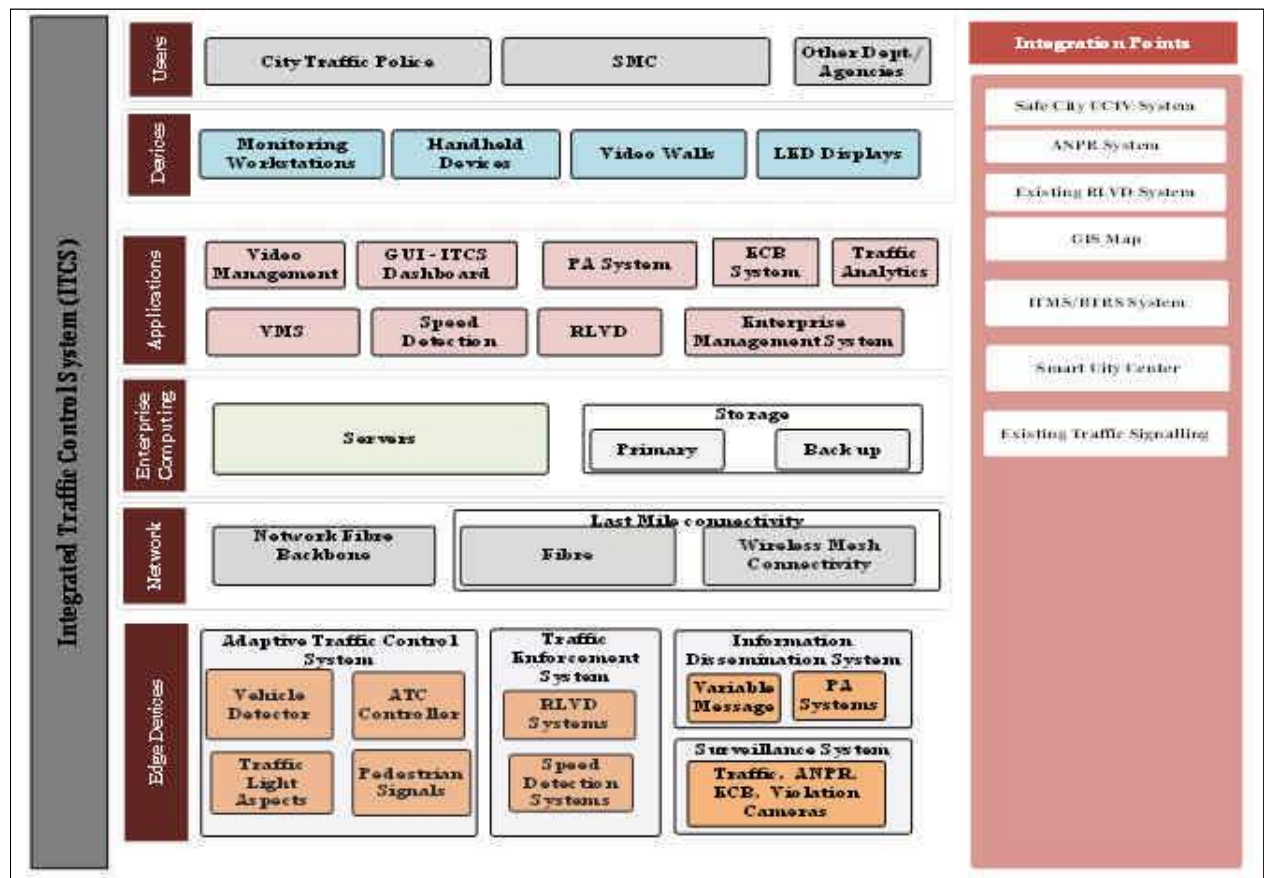 Integrated Traffic Control System (ITCS)
Users
City Traffic Police
SMC
Other Dept./
Agencies
Devices
Monitoring
Workstations
Handheld
Devices
Video Walls
LED Displays
Applications
Video
Management
GUI - ITCS
Dashboard
PA System
ECB
System
Traffic
Analytics
VMS
Speed
Detection
RLVD
Enterprise
Management System
Enterprise
Computing
Servers
Storage
Primary
Back up
Network
Network Fibre
Backbone
Last Mile connectivity
Fibre
Wireless Mesh
Connectivity
Edge Devices
Adaptive Traffic Control
System
Vehicle
Detector
ATC
Controller
Traffic
Light
Aspects
Pedestrian
Signals
Traffic
Enforcement
System
RLVD
Systems
Speed
Detection
Systems
Information
Dissemination System
Variable
Message
PA
Systems
Surveillance System
Traffic, ANPR,
ECB, Violation
Cameras
Integration Points
Safe City CCTV System
ANPR System
Existing RLVD System
GIS Map
System
Smart City Center
Existing Traffic Signalling